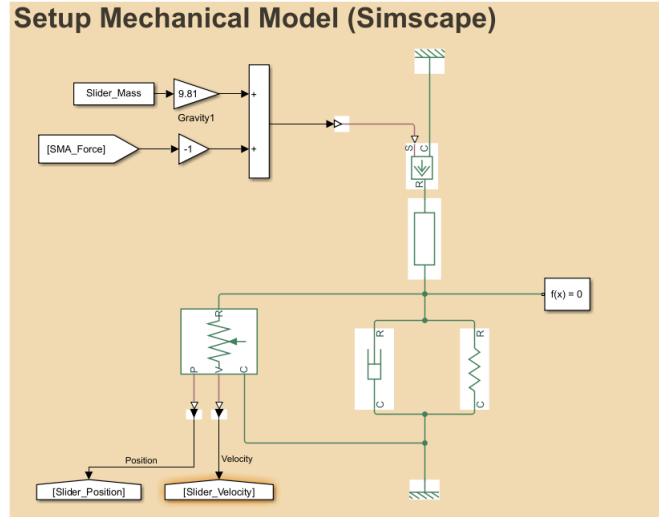 Setup Mechanical Model (Simscape)
Slider_Mass
9.81
+
Gravity1
[SMA_Force]
-1
+
S
C
R
f(x) = 0
R
P
V
C
R
C
R
C
Position
Velocity
[Slider_Position]
[Slider_Velocity]